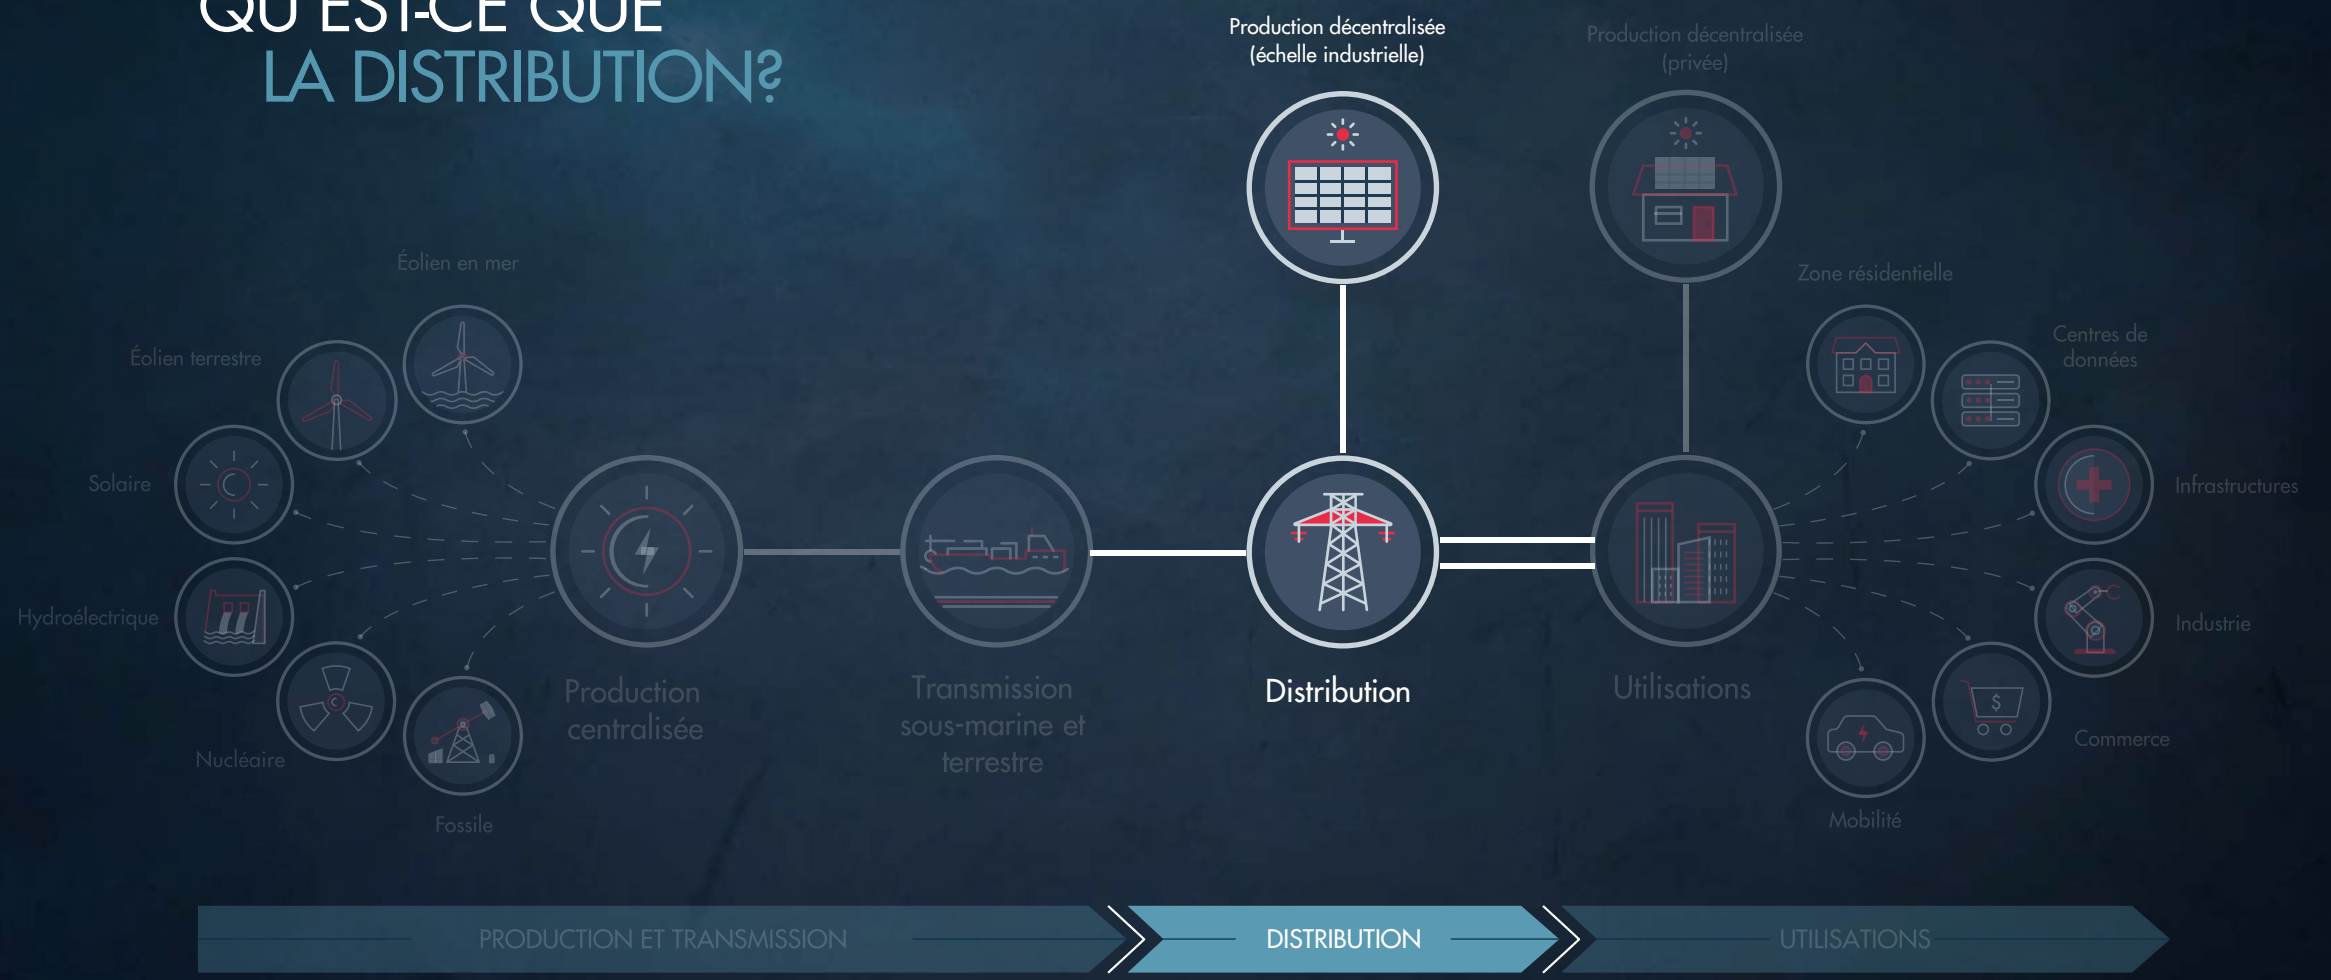 QU'EST-CE QUE
LA DISTRIBUTION?
Production décentralisée
(échelle industrielle)
Production décentralisée
(privée)
Éolien en mer
Éolien terrestre
Solaire
Hydroélectrique
Nucléaire
Fossile
Production
centralisée
Transmission
sous-marine et
terrestre
Distribution
Utilisations
Zone résidentielle
Centres de
données
Infrastructures
Industrie
$
Commerce
Mobilité
PRODUCTION ET TRANSMISSION
DISTRIBUTION
UTILISATIONS